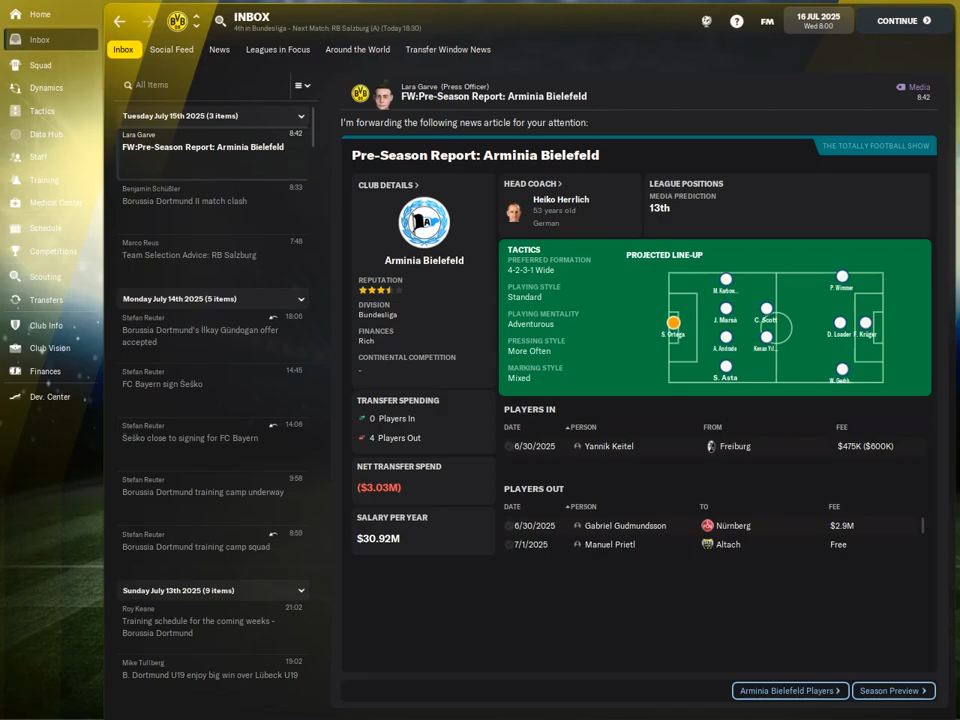 Home
Inbox
Squad
Dynamics
Tactics
Data Hub
Staff
Training
Medical Center
Schedule
Competitions
Scouting
Transfers
Club Info
Club Vision
Finances
Dev. Center
INBOX
4th in Bundesliga - Next Match: RB Salzburg (A) (Today 18:30)
FM
16 JUL 2025
Wed 8:00
CONTINUE
Inbox
Social Feed
News
Leagues in Focus
Around the World
Transfer Window News
All Items
Tuesday July 15th 2025 (3 items)
Lara Garve 8:42
FW:Pre-Season Report: Arminia Bielefeld
Benjamin Schüßler 8:33
Borussia Dortmund II match clash
Marco Reus 7:48
Team Selection Advice: RB Salzburg
Monday July 14th 2025 (5 items)
Stefan Reuter 18:06
Borussia Dortmund's İlkay Gündogan offer
accepted
Stefan Reuter 14:45
FC Bayern sign Šeško
Stefan Reuter 14:08
Šeško close to signing for FC Bayern
Stefan Reuter 9:58
Borussia Dortmund training camp underway
Stefan Reuter 8:59
Borussia Dortmund training camp squad
Sunday July 13th 2025 (9 items)
Roy Keane 21:02
Training schedule for the coming weeks -
Borussia Dortmund
Mike Tullberg 19:02
B. Dortmund U19 enjoy big win over Lübeck U19
Lara Garve (Press Officer)
FW:Pre-Season Report: Arminia Bielefeld
Media
8:42
I'm forwarding the following news article for your attention:
THE TOTALLY FOOTBALL SHOW
Pre-Season Report: Arminia Bielefeld
CLUB DETAILS
Arminia Bielefeld
REPUTATION
DIVISION
Bundesliga
FINANCES
Rich
CONTINENTAL COMPETITION
-
TRANSFER SPENDING
0 Players In
4 Players Out
NET TRANSFER SPEND
($3.03M)
SALARY PER YEAR
$30.92M
HEAD COACH
Heiko Herrlich
53 years old
German
LEAGUE POSITIONS
MEDIA PREDICTION
13th
TACTICS
PREFERRED FORMATION
4-2-3-1 Wide
PLAYING STYLE
Standard
PLAYING MENTALITY
Adventurous
PRESSING STYLE
More Often
MARKING STYLE
Mixed
PROJECTED LINE-UP
P. Wimmer
J. Marsà
C. Scott
S. Ortega
D. Loader
F. Krüger
A. Andrade
Kenan Yıl...
S. Asta
PLAYERS IN
DATE PERSON FROM FEE
6/30/2025 Yannik Keitel Freiburg $475K ($600K)
PLAYERS OUT
DATE PERSON TO FEE
6/30/2025 Gabriel Gudmundsson Nürnberg $2.9M
7/1/2025 Manuel Prietl Altach Free
Arminia Bielefeld Players
Season Preview